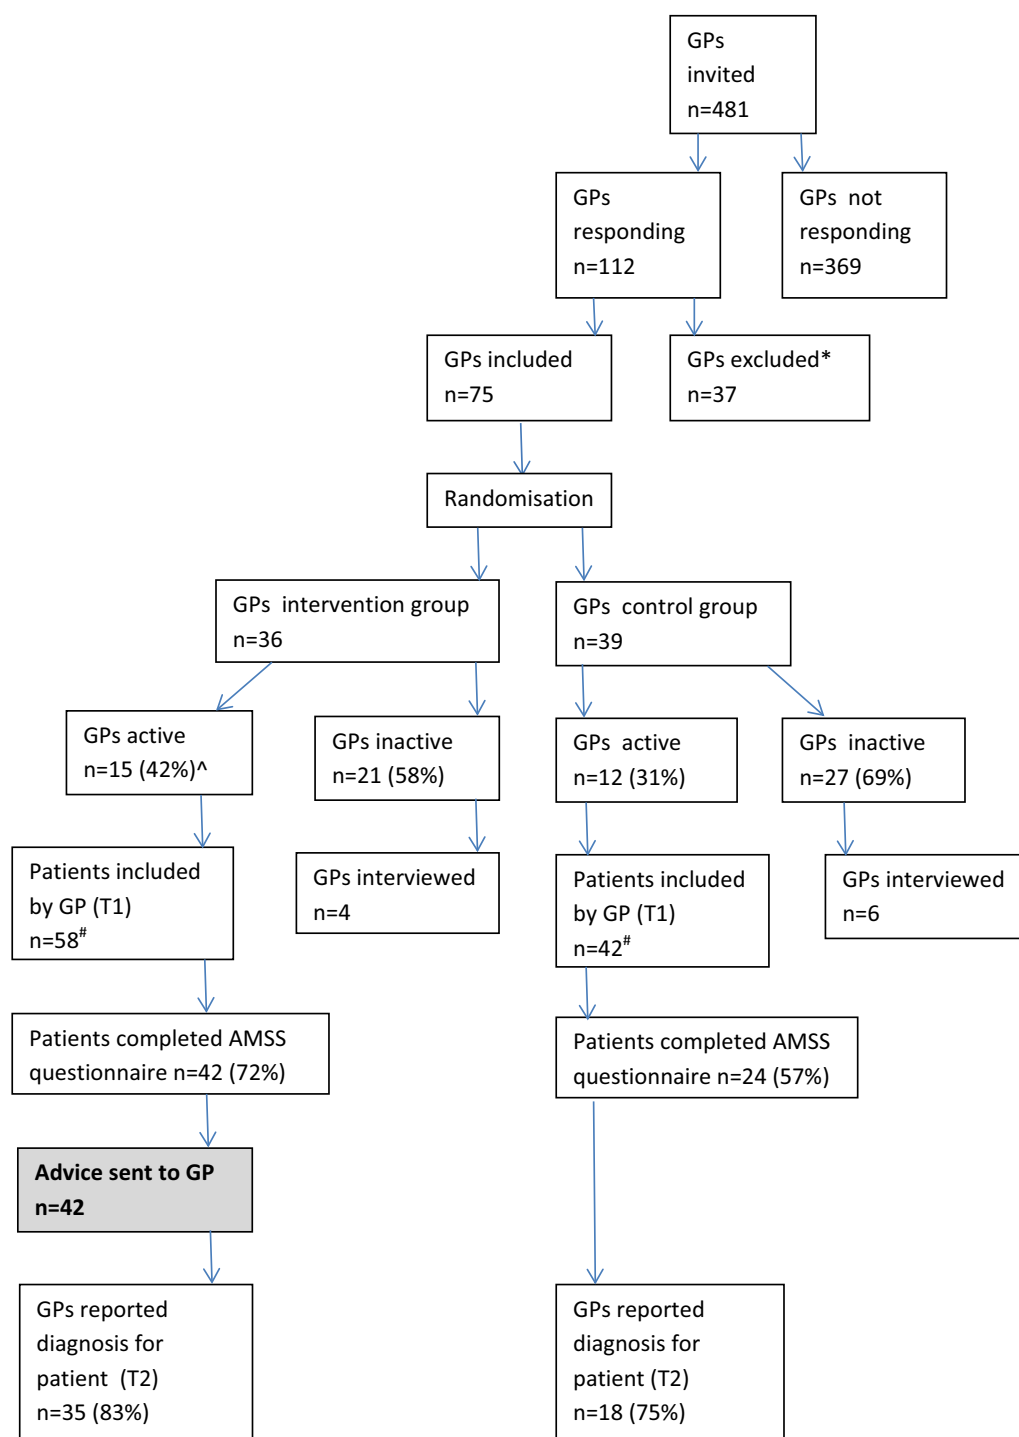 GPs
invited
n=481
GPs
responding
n=112
GPs not
responding
n=369
GPs included
n=75
GPs excluded*
n=37
Randomisation
GPs intervention group
n=36
GPs control group
n=39
GPs active
n=15 (42%)^
GPs inactive
n=21 (58%)
GPs active
n=12 (31%)
GPs inactive
n=27 (69%)
Patients included
by GP (T1)
n=58#
GPs interviewed
n=4
Patients included
by GP (T1)
n=42#
GPs interviewed
n=6
Patients completed AMSS
questionnaire n=42 (72%)
Patients completed AMSS
questionnaire n=24 (57%)
Advice sent to GP
n=42
GPs reported
diagnosis for
patient (T2)
n=35 (83%)
GPs reported
diagnosis for
patient (T2)
n=18 (75%)